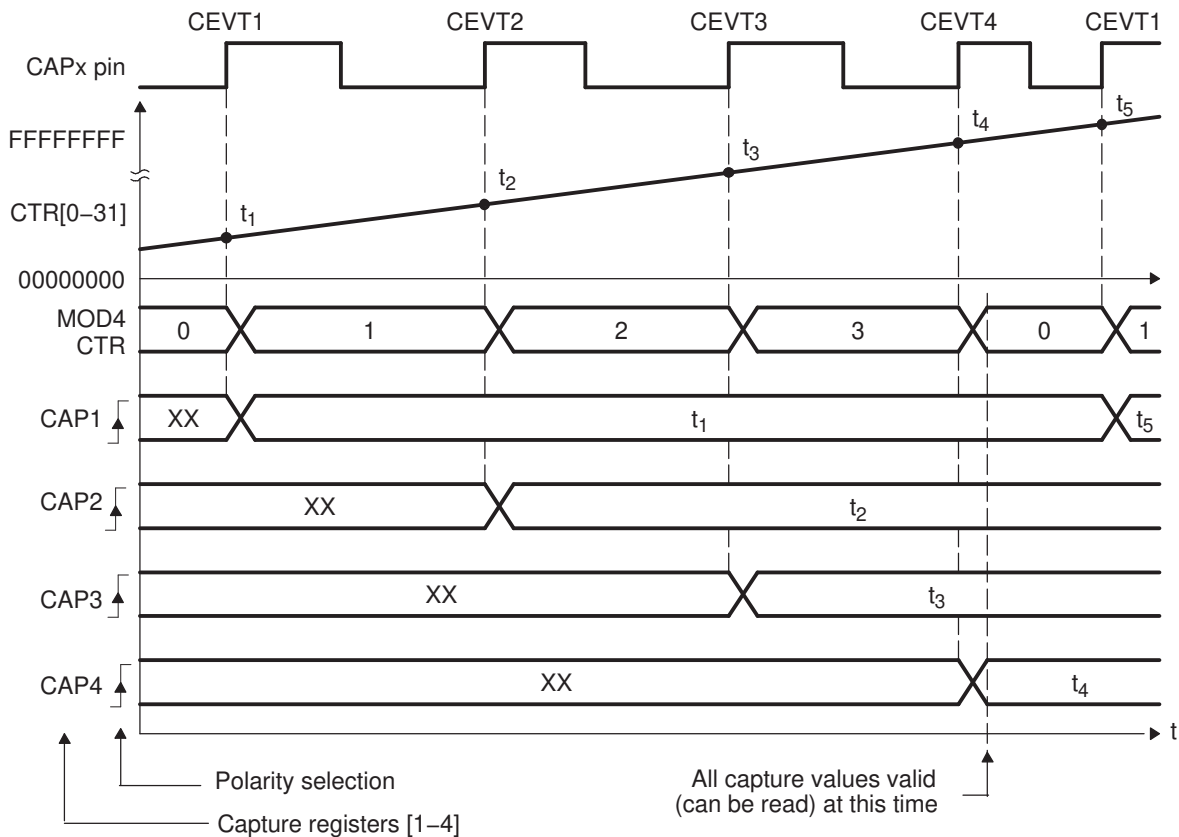 CEVT1 CEVT2 CEVT3 CEVT4 CEVT1
CAPx pin
FFFFFFFF
t5
t4
t3
t2
CTR[0–31]
t1
00000000
MOD4
CTR
0 1 2 3 0 1
CAP1 XX t1 t5
CAP2 XX t2
CAP3 XX t3
CAP4 XX t4
t
Polarity selection
Capture registers [1–4]
All capture values valid
(can be read) at this time